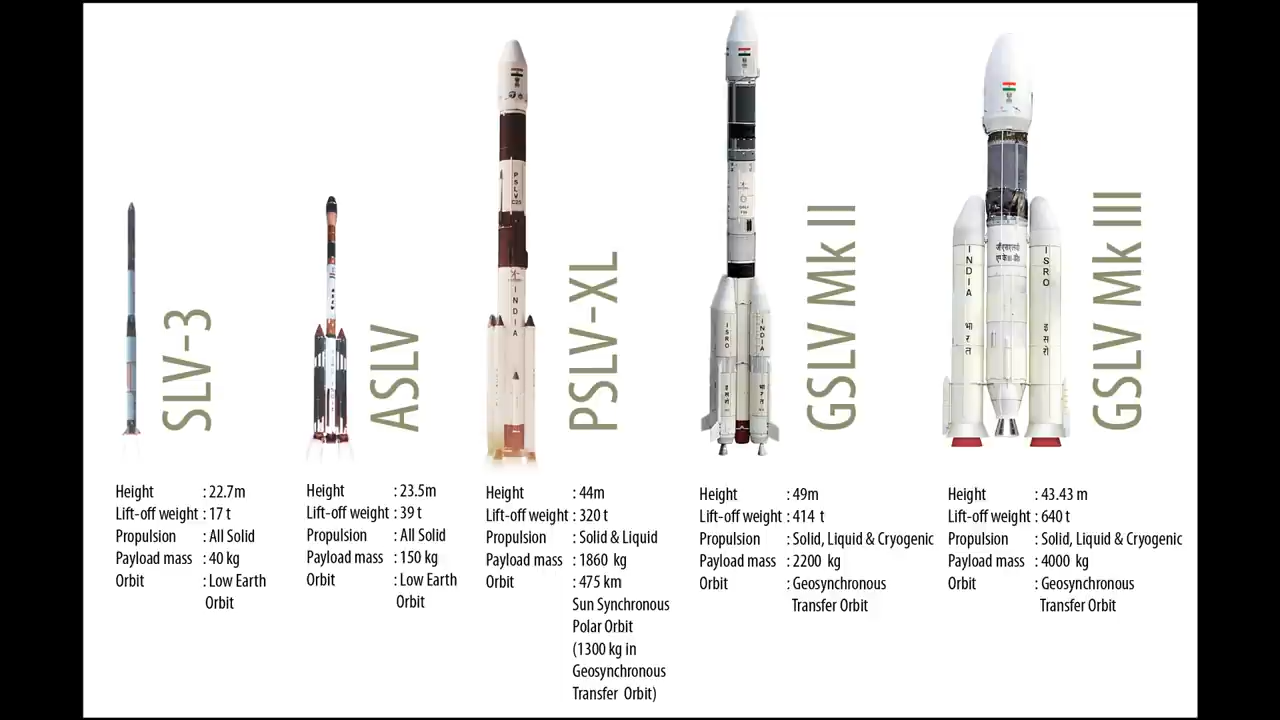 SLV-3
ASLV
PSLV-XL
GSLV Mk II
GSLV Mk III
PSLV
C25
INDIA
ISRO
INDIA
इसरो
भारत
INDIA
भारत
ISRO
इसरो
Height : 22.7m
Lift-off weight : 17 t
Propulsion : All Solid
Payload mass : 40 kg
Orbit : Low Earth
Orbit
Height : 23.5m
Lift-off weight : 39 t
Propulsion : All Solid
Payload mass : 150 kg
Orbit : Low Earth
Orbit
Height : 44m
Lift-off weight : 320 t
Propulsion : Solid & Liquid
Payload mass : 1860 kg
Orbit : 475 km
Sun Synchronous
Polar Orbit
(1300 kg in
Geosynchronous
Transfer Orbit)
Height : 49m
Lift-off weight : 414 t
Propulsion : Solid, Liquid & Cryogenic
Payload mass : 2200 kg
Orbit : Geosynchronous
Transfer Orbit
Height : 43.43 m
Lift-off weight : 640 t
Propulsion : Solid, Liquid & Cryogenic
Payload mass : 4000 kg
Orbit : Geosynchronous
Transfer Orbit